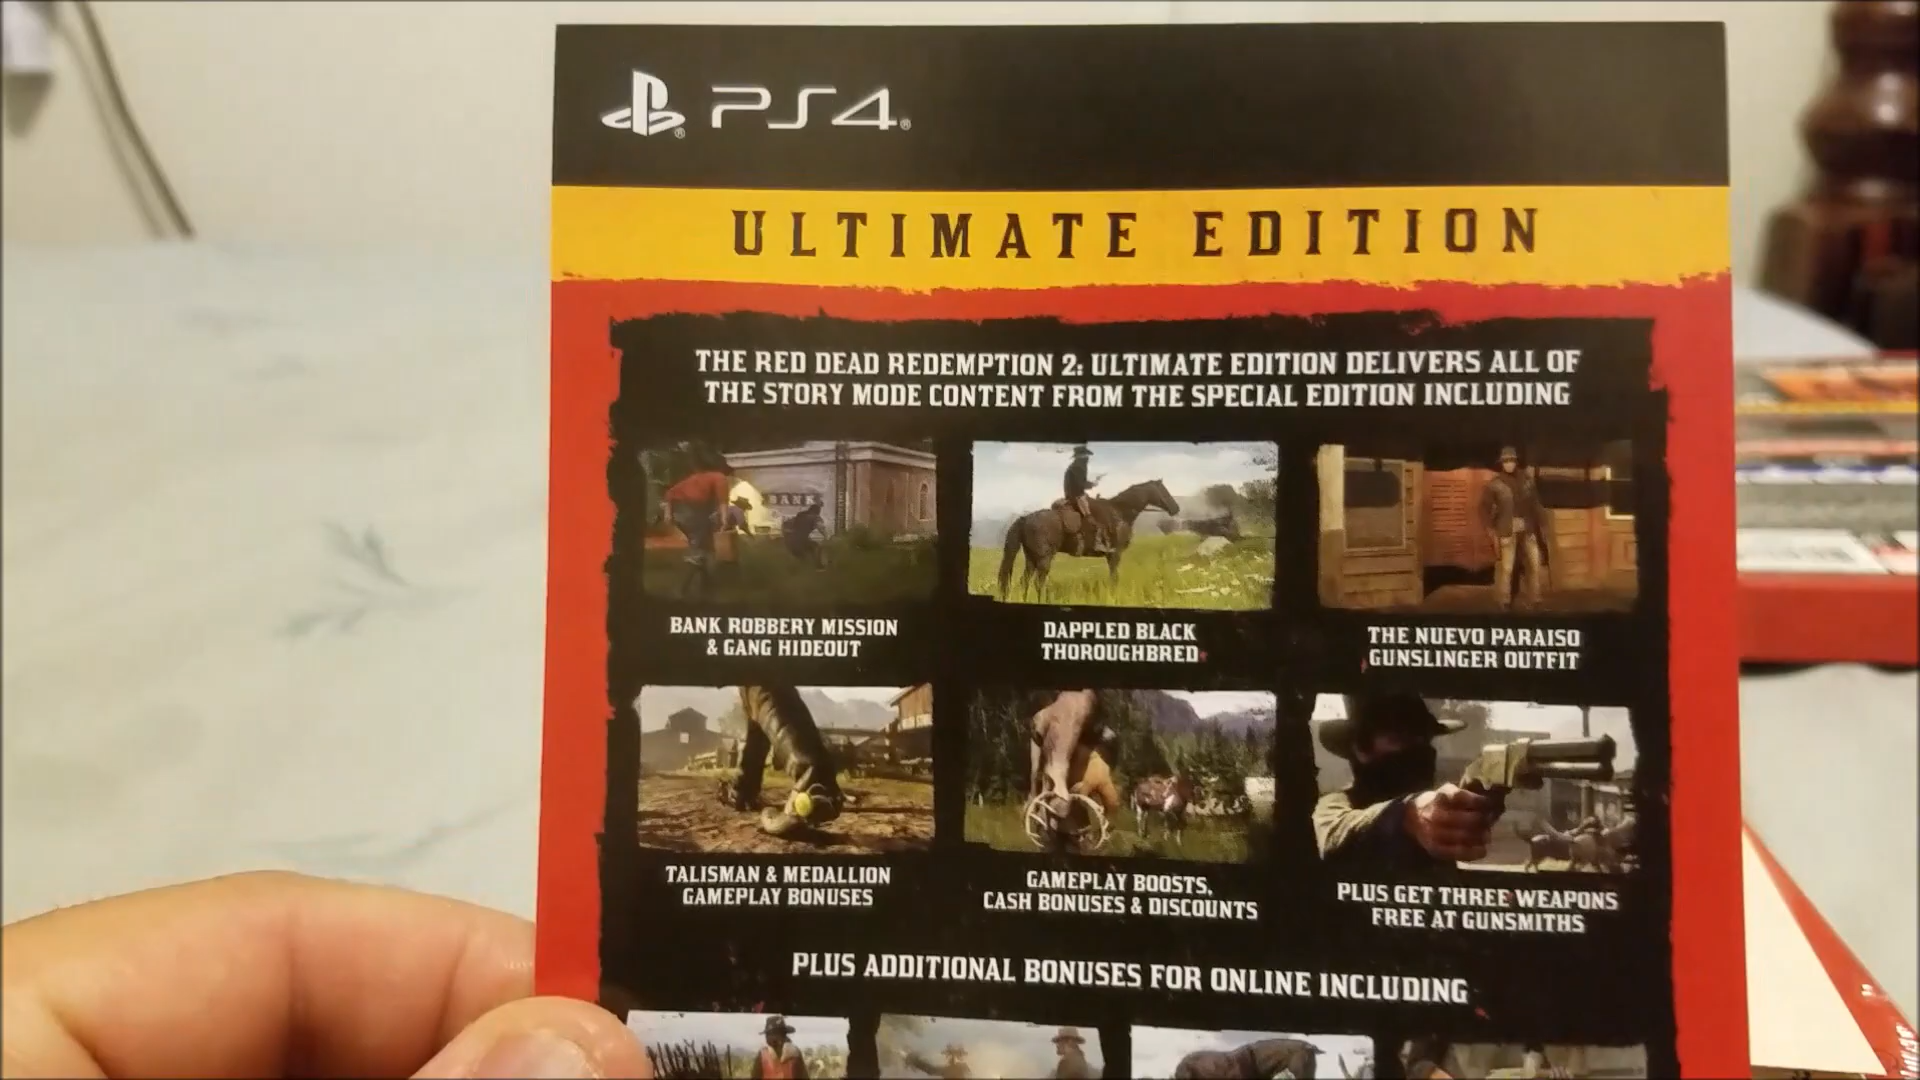 PS4
ULTIMATE EDITION
THE RED DEAD REDEMPTION 2: ULTIMATE EDITION DELIVERS ALL OF
THE STORY MODE CONTENT FROM THE SPECIAL EDITION INCLUDING
BANK
BANK ROBBERY MISSION
& GANG HIDEOUT
DAPPLED BLACK
THOROUGHBRED
THE NUEVO PARAISO
GUNSLINGER OUTFIT
TALISMAN & MEDALLION
GAMEPLAY BONUSES
GAMEPLAY BOOSTS,
CASH BONUSES & DISCOUNTS
PLUS GET THREE WEAPONS
FREE AT GUNSMITHS
PLUS ADDITIONAL BONUSES FOR ONLINE INCLUDING